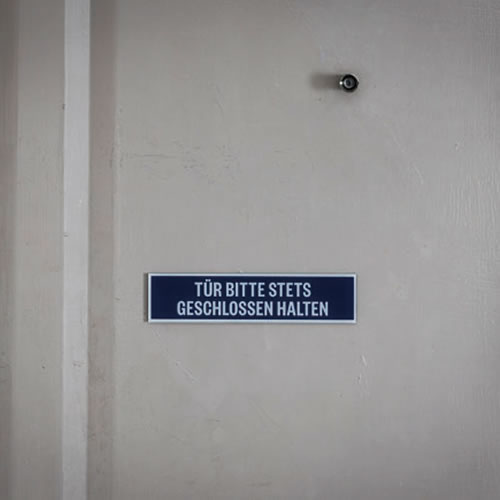 TÜR BITTE STETS
GESCHLOSSEN HALTEN